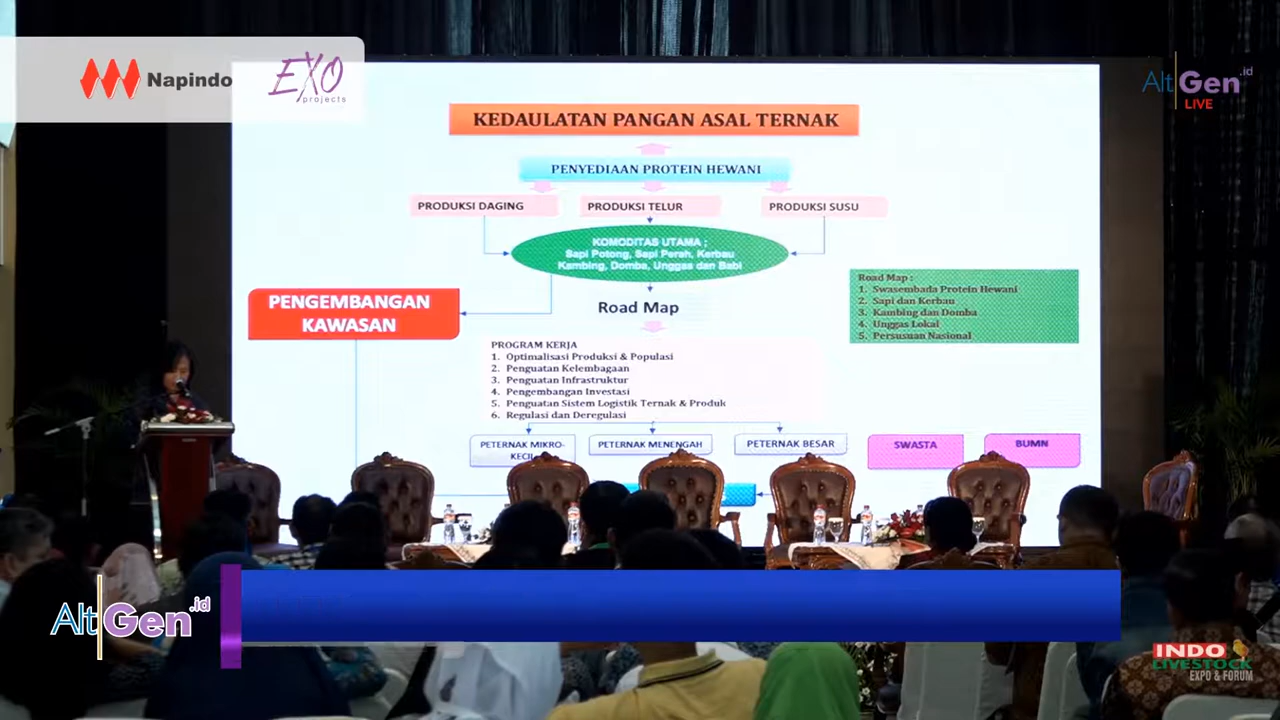 Napindo
EXO
projects
AltGen.id
LIVE
KEDAULATAN PANGAN ASAL TERNAK
PENYEDIAAN PROTEIN HEWANI
PRODUKSI DAGING
PRODUKSI TELUR
PRODUKSI SUSU
KOMODITAS UTAMA ;
Sapi Potong, Sapi Perah, Kerbau
Kambing, Domba, Unggas dan Babi
PENGEMBANGAN
KAWASAN
Road Map
Road Map :
1. Swasembada Protein Hewani
2. Sapi dan Kerbau
3. Kambing dan Domba
4. Unggas Lokal
5. Persusuan Nasional
PROGRAM KERJA
1. Optimalisasi Produksi & Populasi
2. Penguatan Kelembagaan
3. Penguatan Infrastruktur
4. Pengembangan Investasi
5. Penguatan Sistem Logistik Ternak & Produk
6. Regulasi dan Deregulasi
PETERNAK MIKRO-
KECIL
PETERNAK MENENGAH
PETERNAK BESAR
SWASTA
BUMN
AltGen.id
INDO
LIVESTOCK
EXPO & FORUM